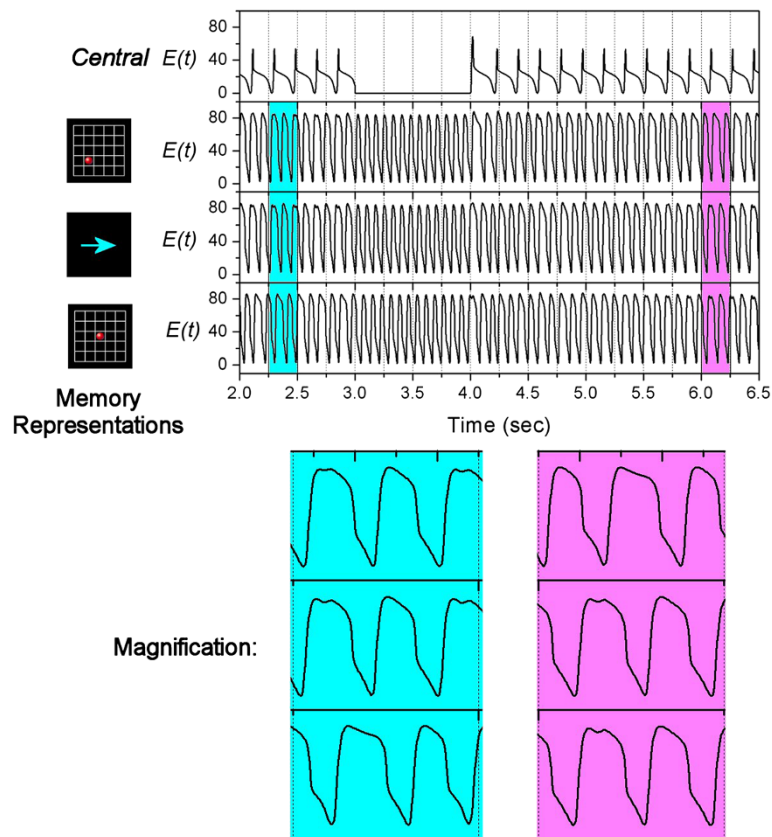 80
Central E(t) 40
0
80
E(t) 40
0
80
E(t) 40
0
80
E(t) 40
0
2.0 2.5 3.0 3.5 4.0 4.5 5.0 5.5 6.0 6.5
Memory
Representations
Time (sec)
Magnification: